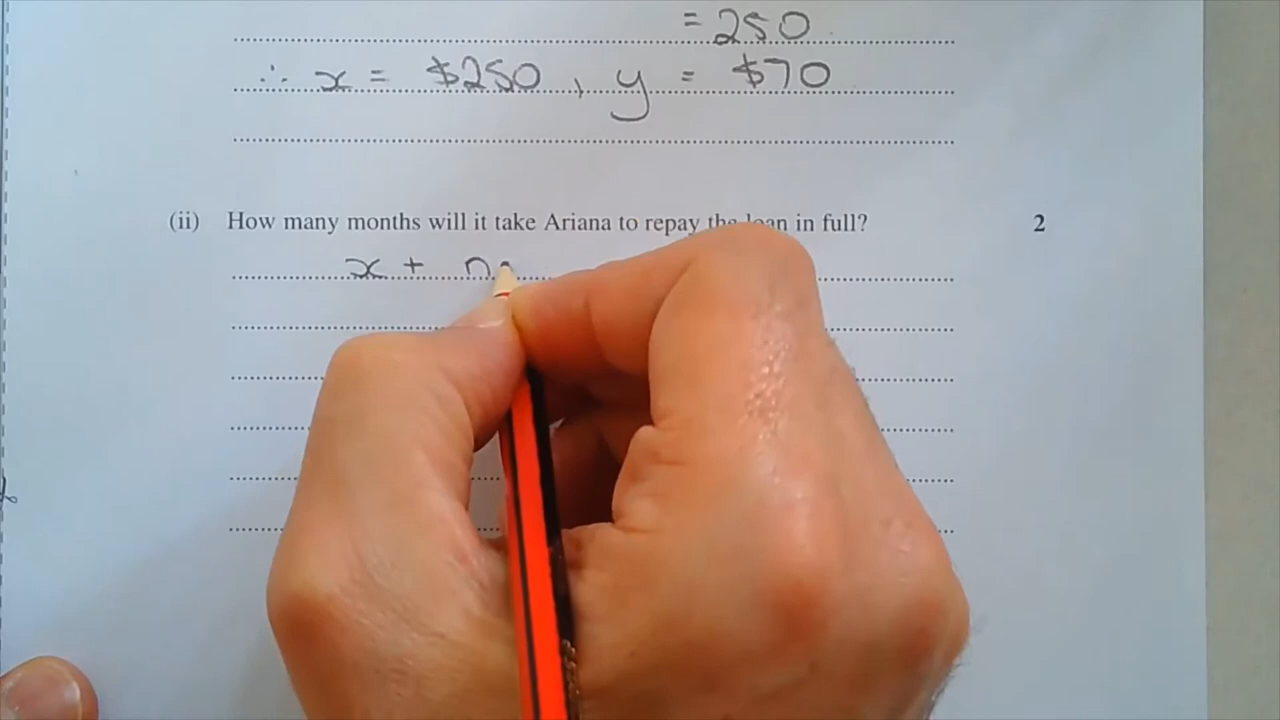 = 250
∴ x = $250 , y = $70
(ii) How many months will it take Ariana to repay the loan in full? 2
x + n